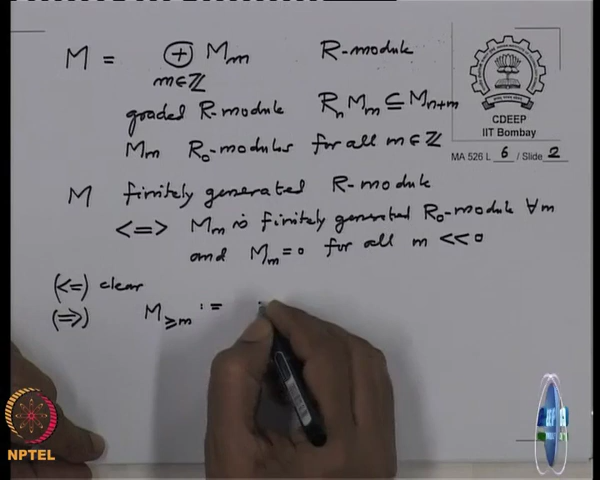 M = ⊕ M_m R-module
m∈ℤ
graded R-module R_n M_m ⊆ M_{n+m}
M_m R_0-modules for all m∈ℤ
M finitely generated R-module
<=> M_m is finitely generated R_0-module ∀m
and M_m = 0 for all m << 0
(<=) clear
(=>) M_{≥m} :=
CDEEP
IIT Bombay
MA 526 L 6 / Slide 2
NPTEL